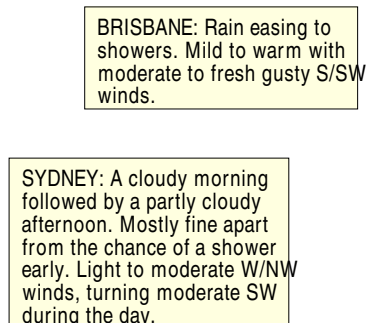 BRISBANE: Rain easing to
showers. Mild to warm with
moderate to fresh gusty S/SW
winds.
SYDNEY: A cloudy morning
followed by a partly cloudy
afternoon. Mostly fine apart
from the chance of a shower
early. Light to moderate W/NW
winds, turning moderate SW
during the day.